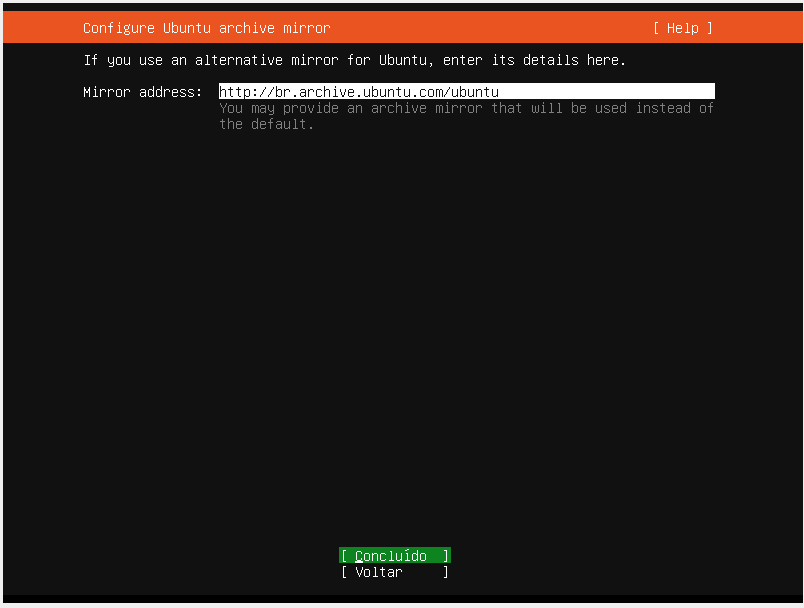 Configure Ubuntu archive mirror [ Help ]
If you use an alternative mirror for Ubuntu, enter its details here.
Mirror address: http://br.archive.ubuntu.com/ubuntu
You may provide an archive mirror that will be used instead of
the default.
[ Concluído ]
[ Voltar ]